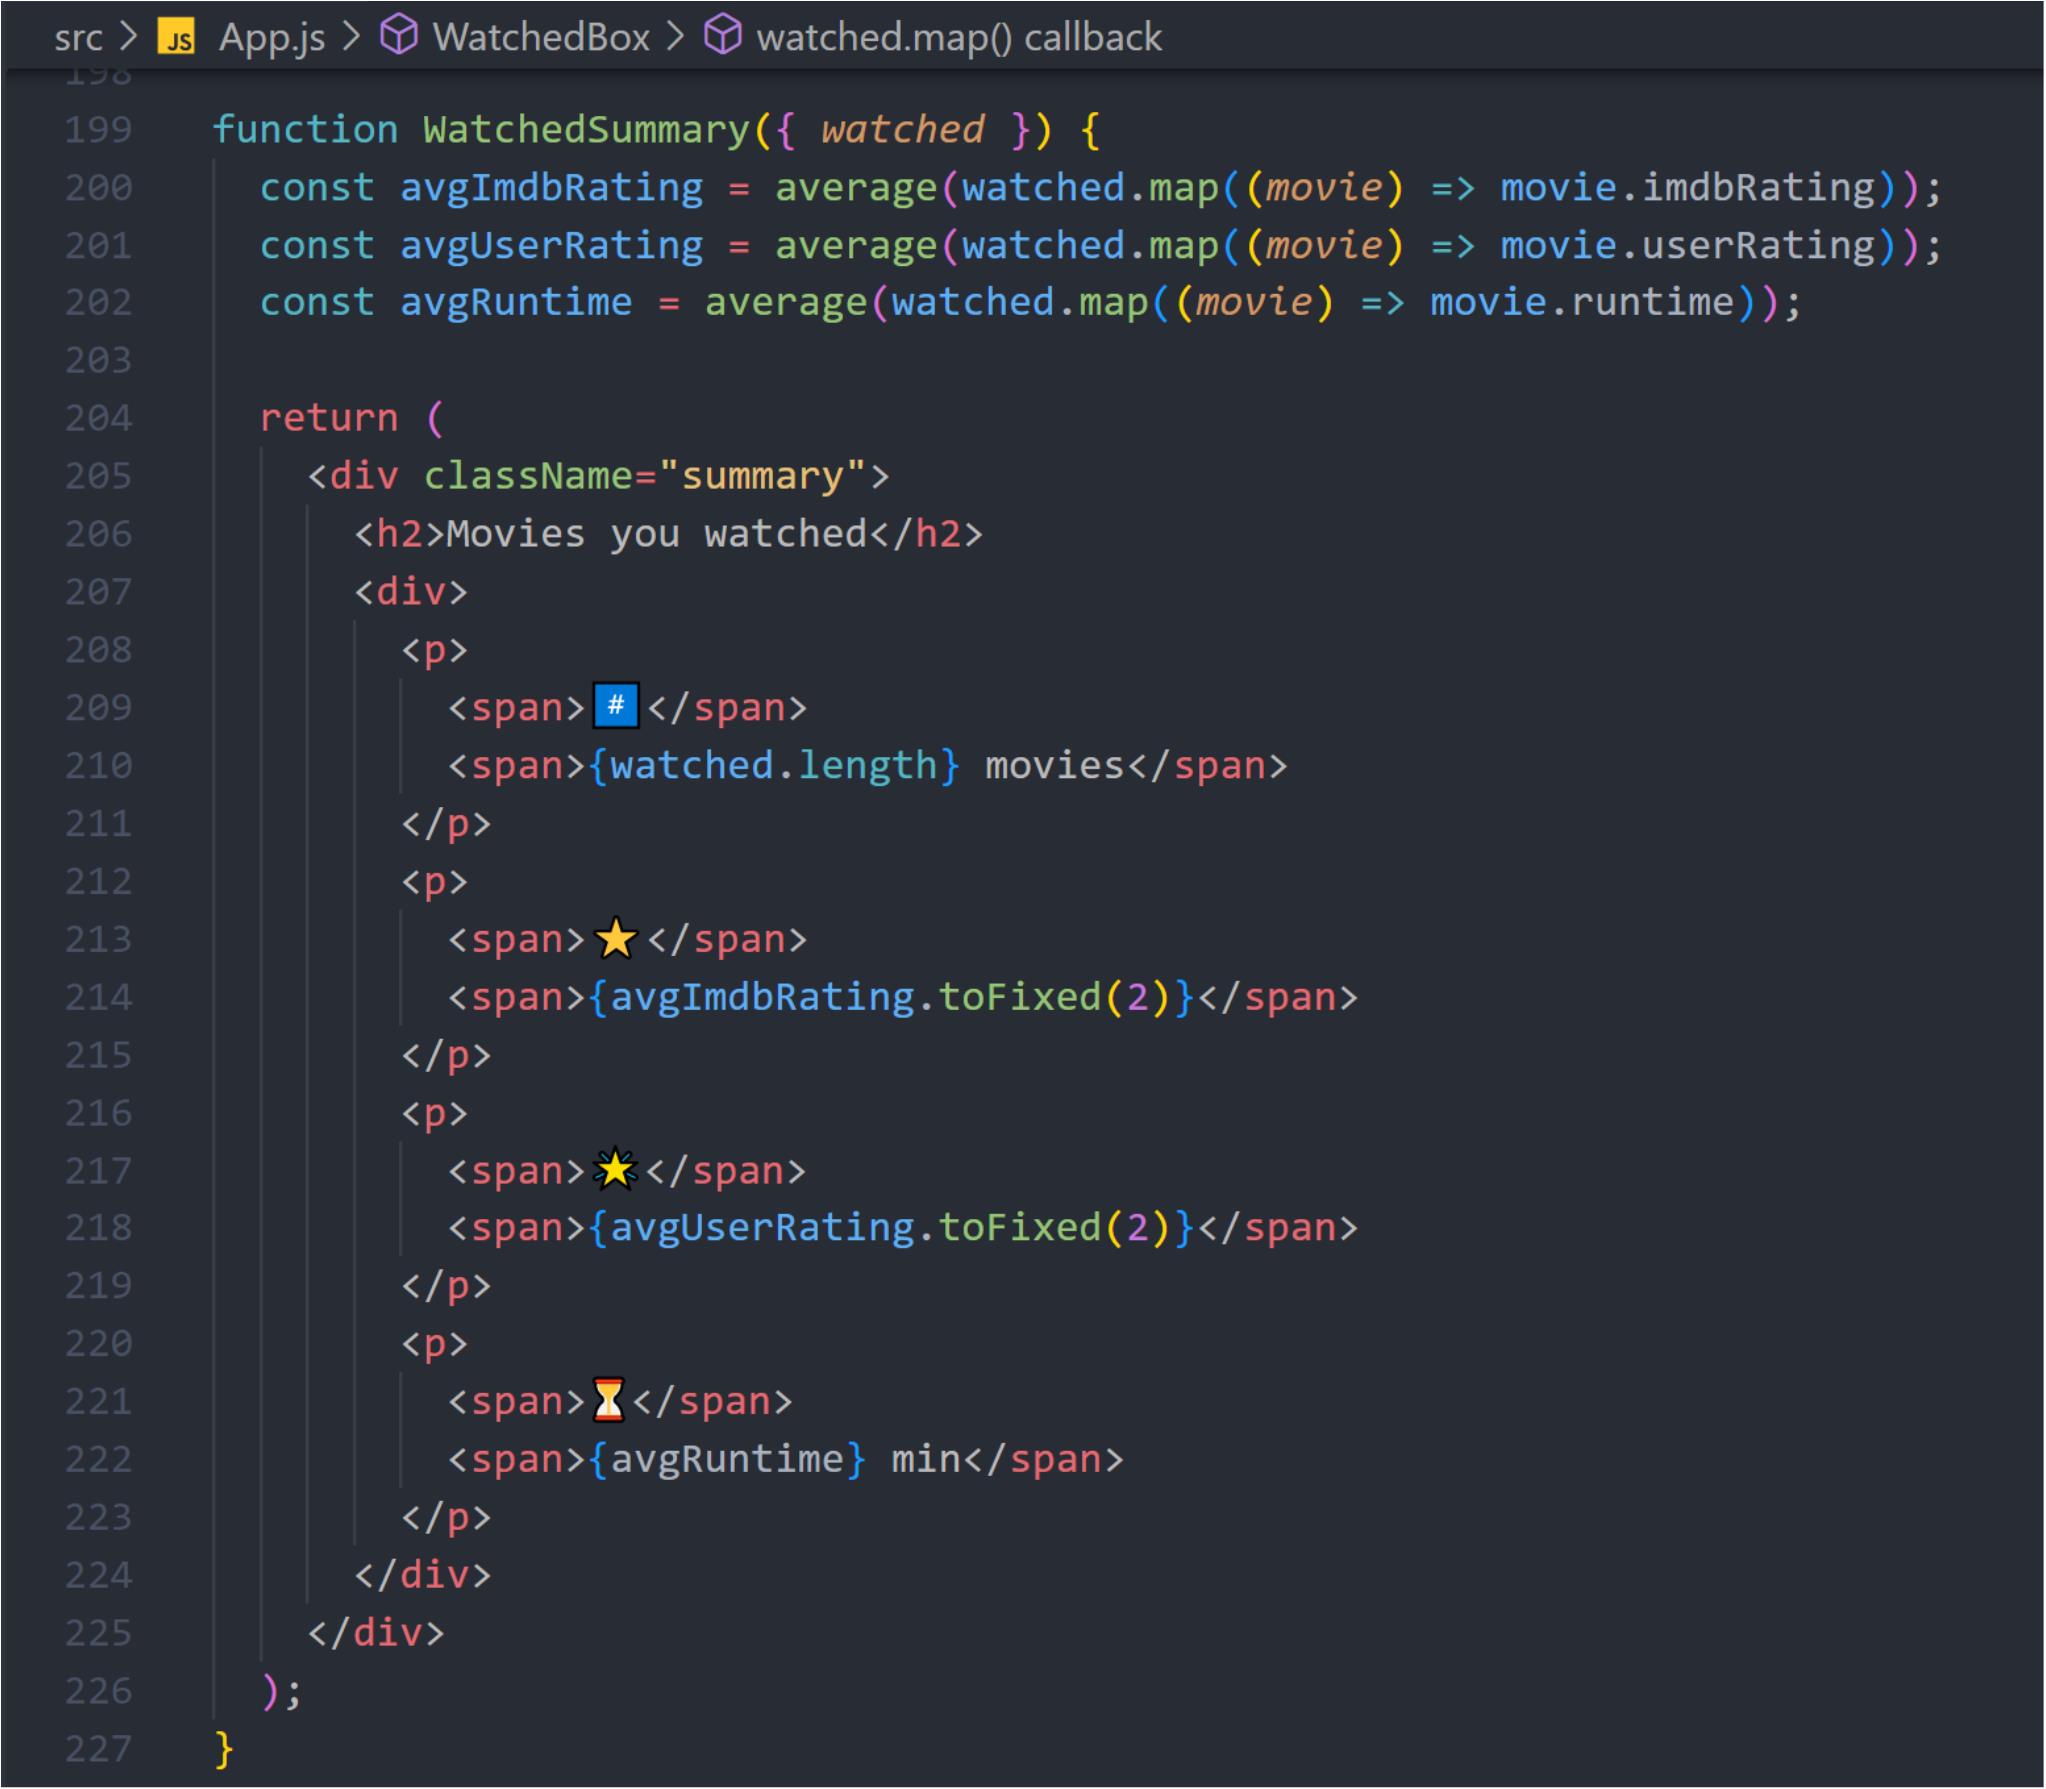 src > JS App.js > WatchedBox > watched.map() callback
198
199 function WatchedSummary({ watched }) {
200   const avgImdbRating = average(watched.map((movie) => movie.imdbRating));
201   const avgUserRating = average(watched.map((movie) => movie.userRating));
202   const avgRuntime = average(watched.map((movie) => movie.runtime));
203
204   return (
205     <div className="summary">
206       <h2>Movies you watched</h2>
207       <div>
208         <p>
209           <span>#️⃣</span>
210           <span>{watched.length} movies</span>
211         </p>
212         <p>
213           <span>⭐️</span>
214           <span>{avgImdbRating.toFixed(2)}</span>
215         </p>
216         <p>
217           <span>🌟</span>
218           <span>{avgUserRating.toFixed(2)}</span>
219         </p>
220         <p>
221           <span>⏳</span>
222           <span>{avgRuntime} min</span>
223         </p>
224       </div>
225     </div>
226   );
227 }